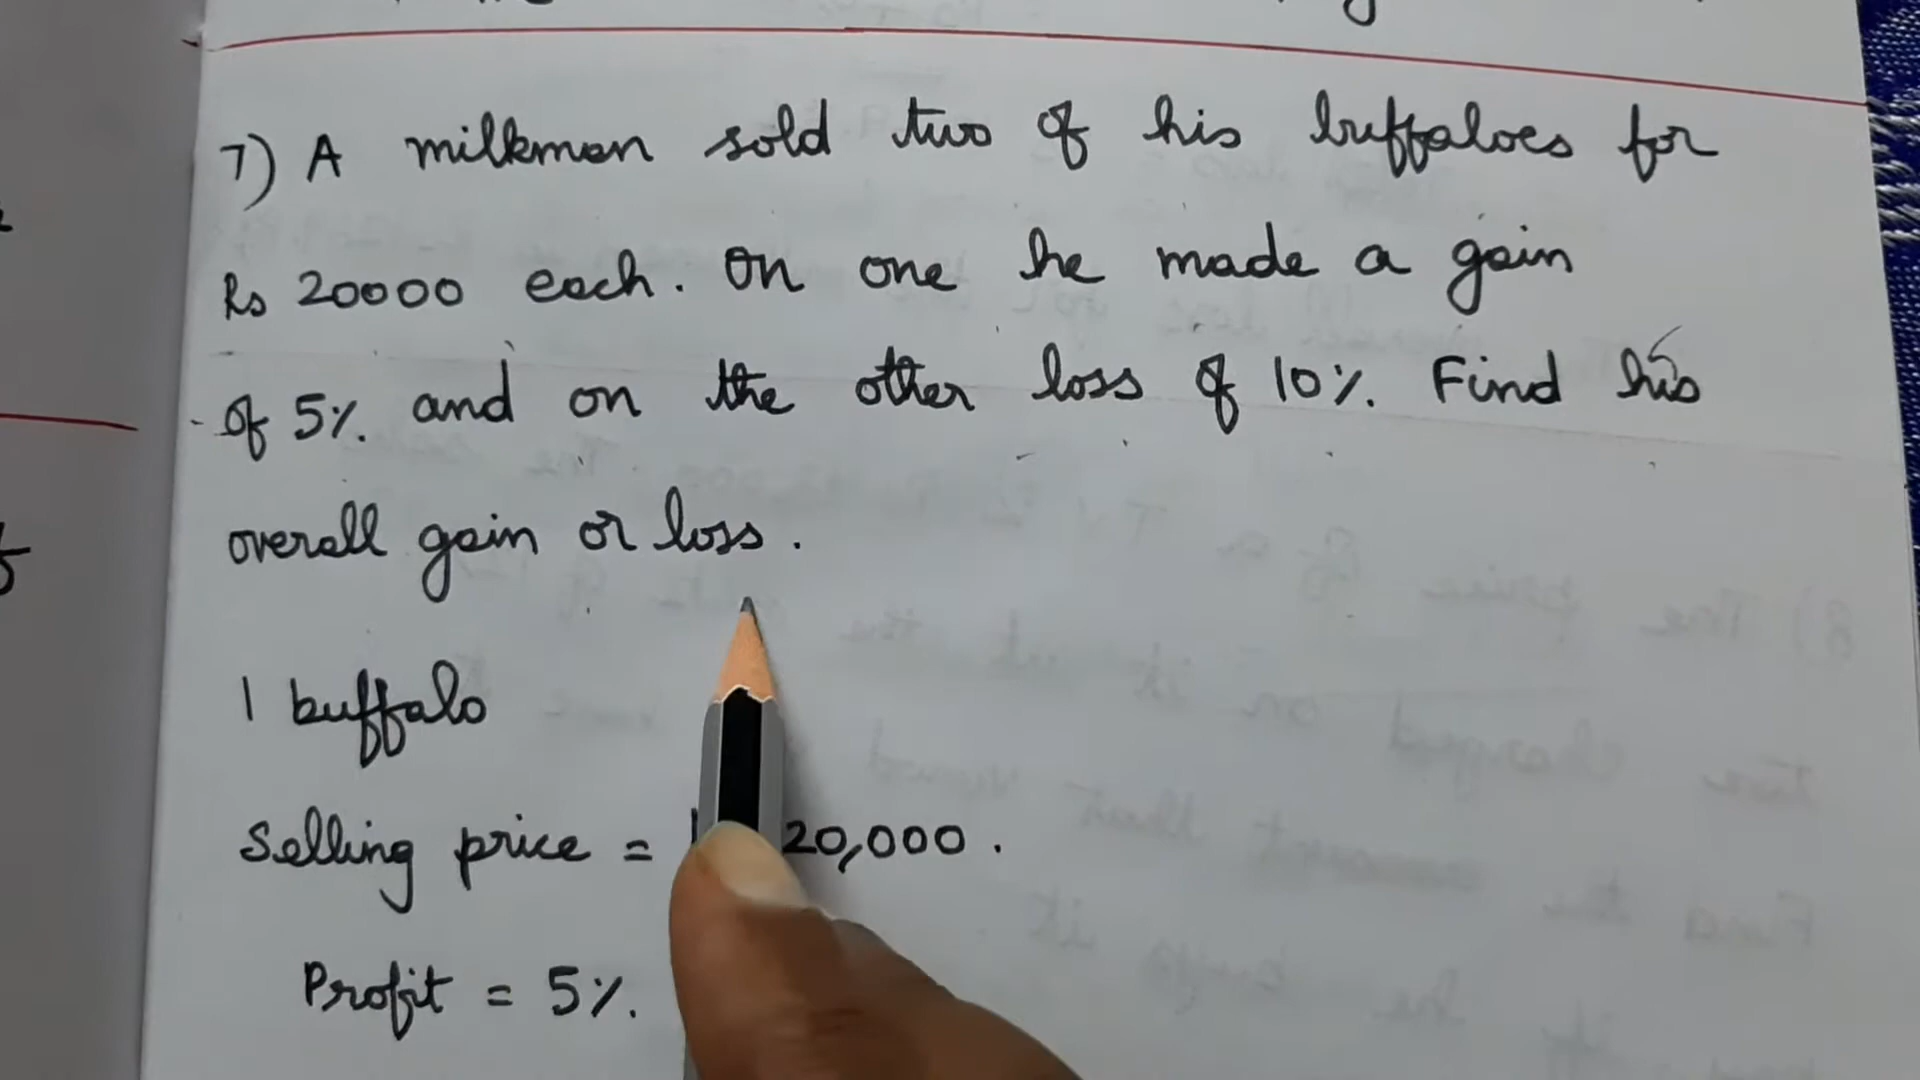 7) A milkman sold two of his buffaloes for
Rs 20000 each. On one he made a gain
of 5%. and on the other loss of 10%. Find his
overall gain or loss.
1 buffalo
Selling price = 20,000.
Profit = 5%.